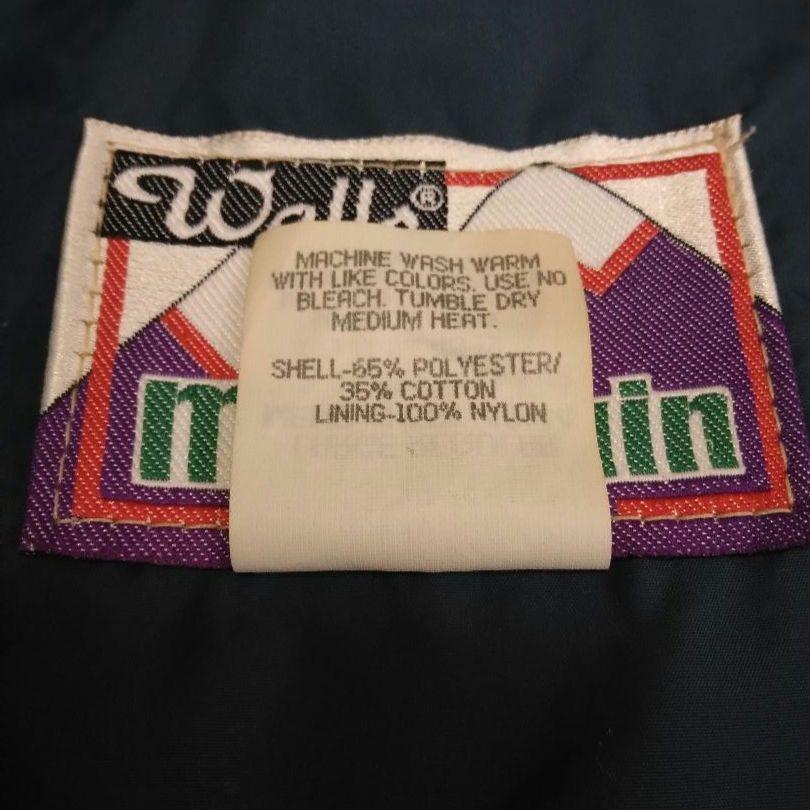 Walls®
MACHINE WASH WARM
WITH LIKE COLORS. USE NO
BLEACH. TUMBLE DRY
MEDIUM HEAT.
SHELL-65% POLYESTER/
35% COTTON
LINING-100% NYLON